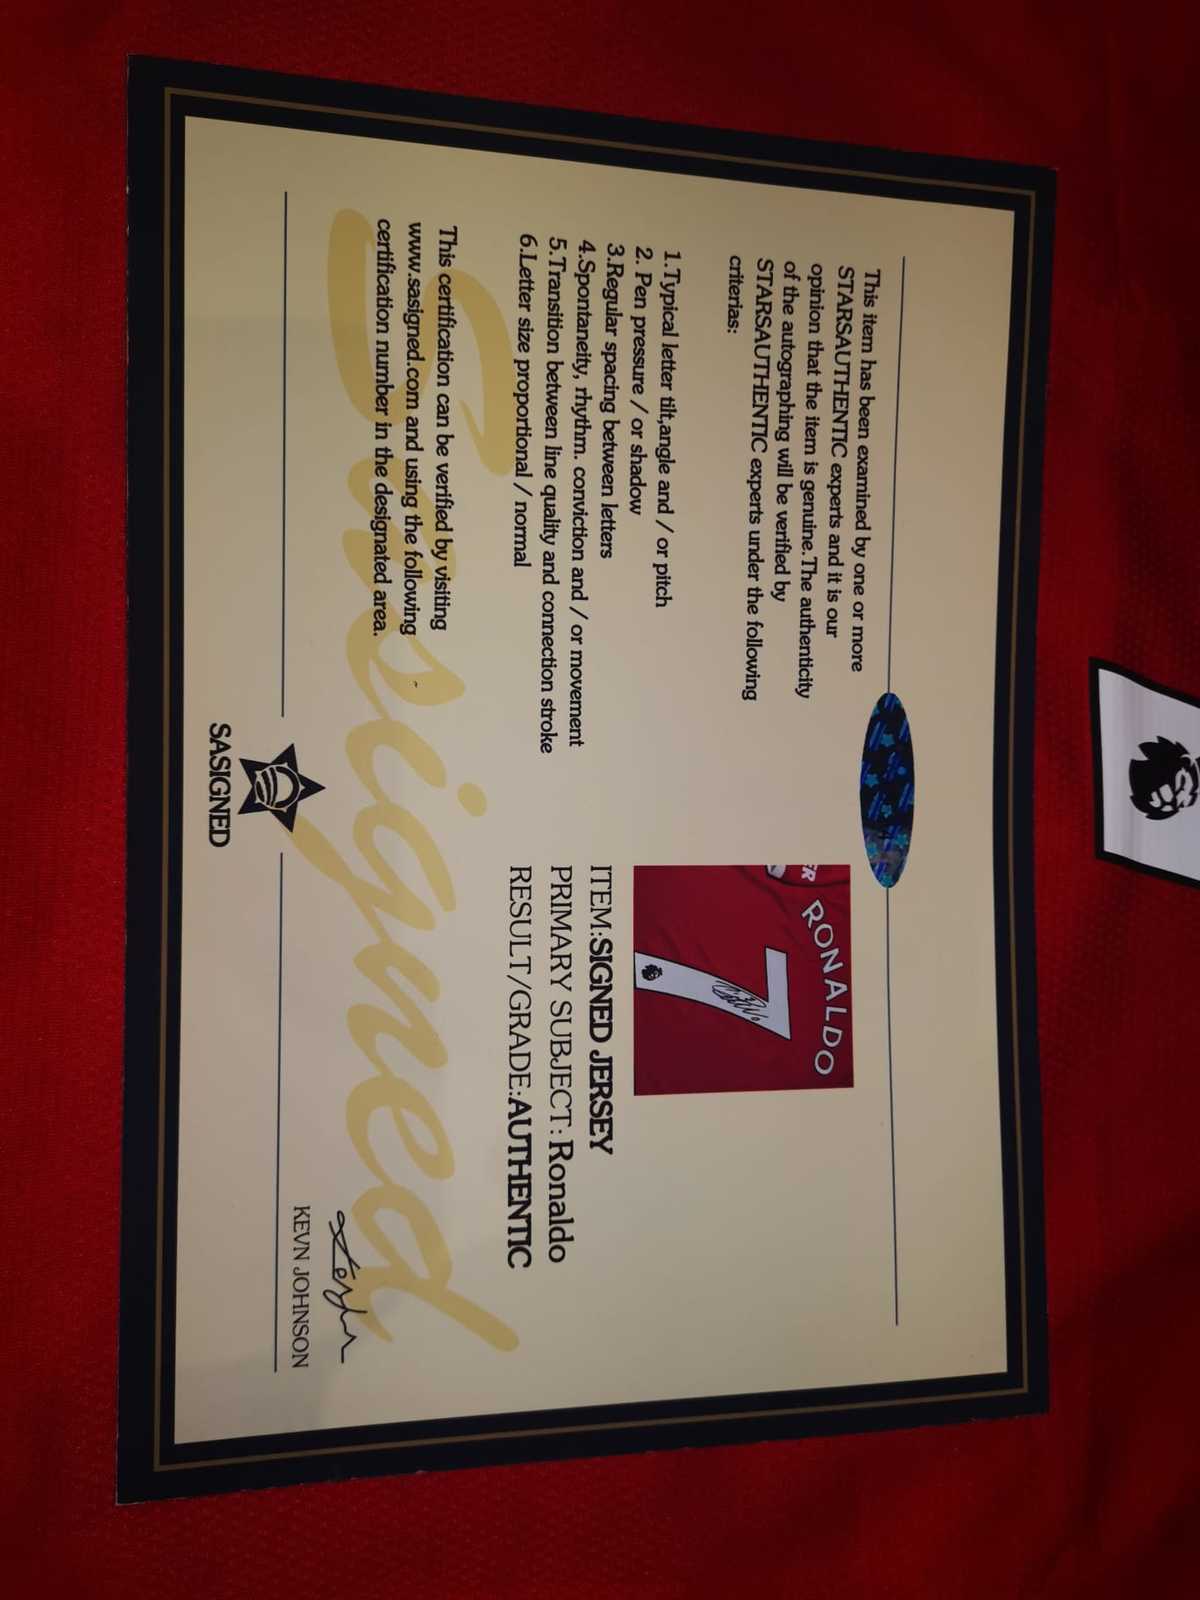 This item has been examined by one or more
STARSAUTHENTIC experts and it is our
opinion that the item is genuine.The authenticity
of the autographing will be verified by
STARSAUTHENTIC experts under the following
criterias:
1.Typical letter tilt,angle and / or pitch
2. Pen pressure / or shadow
3.Regular spacing between letters
4.Spontaneity, rhythm. conviction and / or movement
5.Transition between line quality and connection stroke
6.Letter size proportional / normal
This certification can be verified by visiting
www.sasigned.com and using the following
certification number in the designated area.
RONALDO
7
ITEM:SIGNED JERSEY
PRIMARY SUBJECT: Ronaldo
RESULT/GRADE:AUTHENTIC
Sasigned
KEVN JOHNSON
SASIGNED